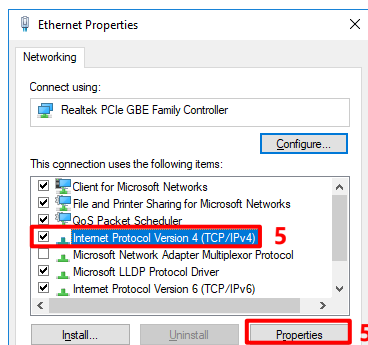 Ethernet Properties
Networking
Connect using:
Realtek PCIe GBE Family Controller
Configure...
This connection uses the following items:
Client for Microsoft Networks
File and Printer Sharing for Microsoft Networks
QoS Packet Scheduler
Internet Protocol Version 4 (TCP/IPv4) 5
Microsoft Network Adapter Multiplexor Protocol
Microsoft LLDP Protocol Driver
Internet Protocol Version 6 (TCP/IPv6)
Install... Uninstall Properties 5